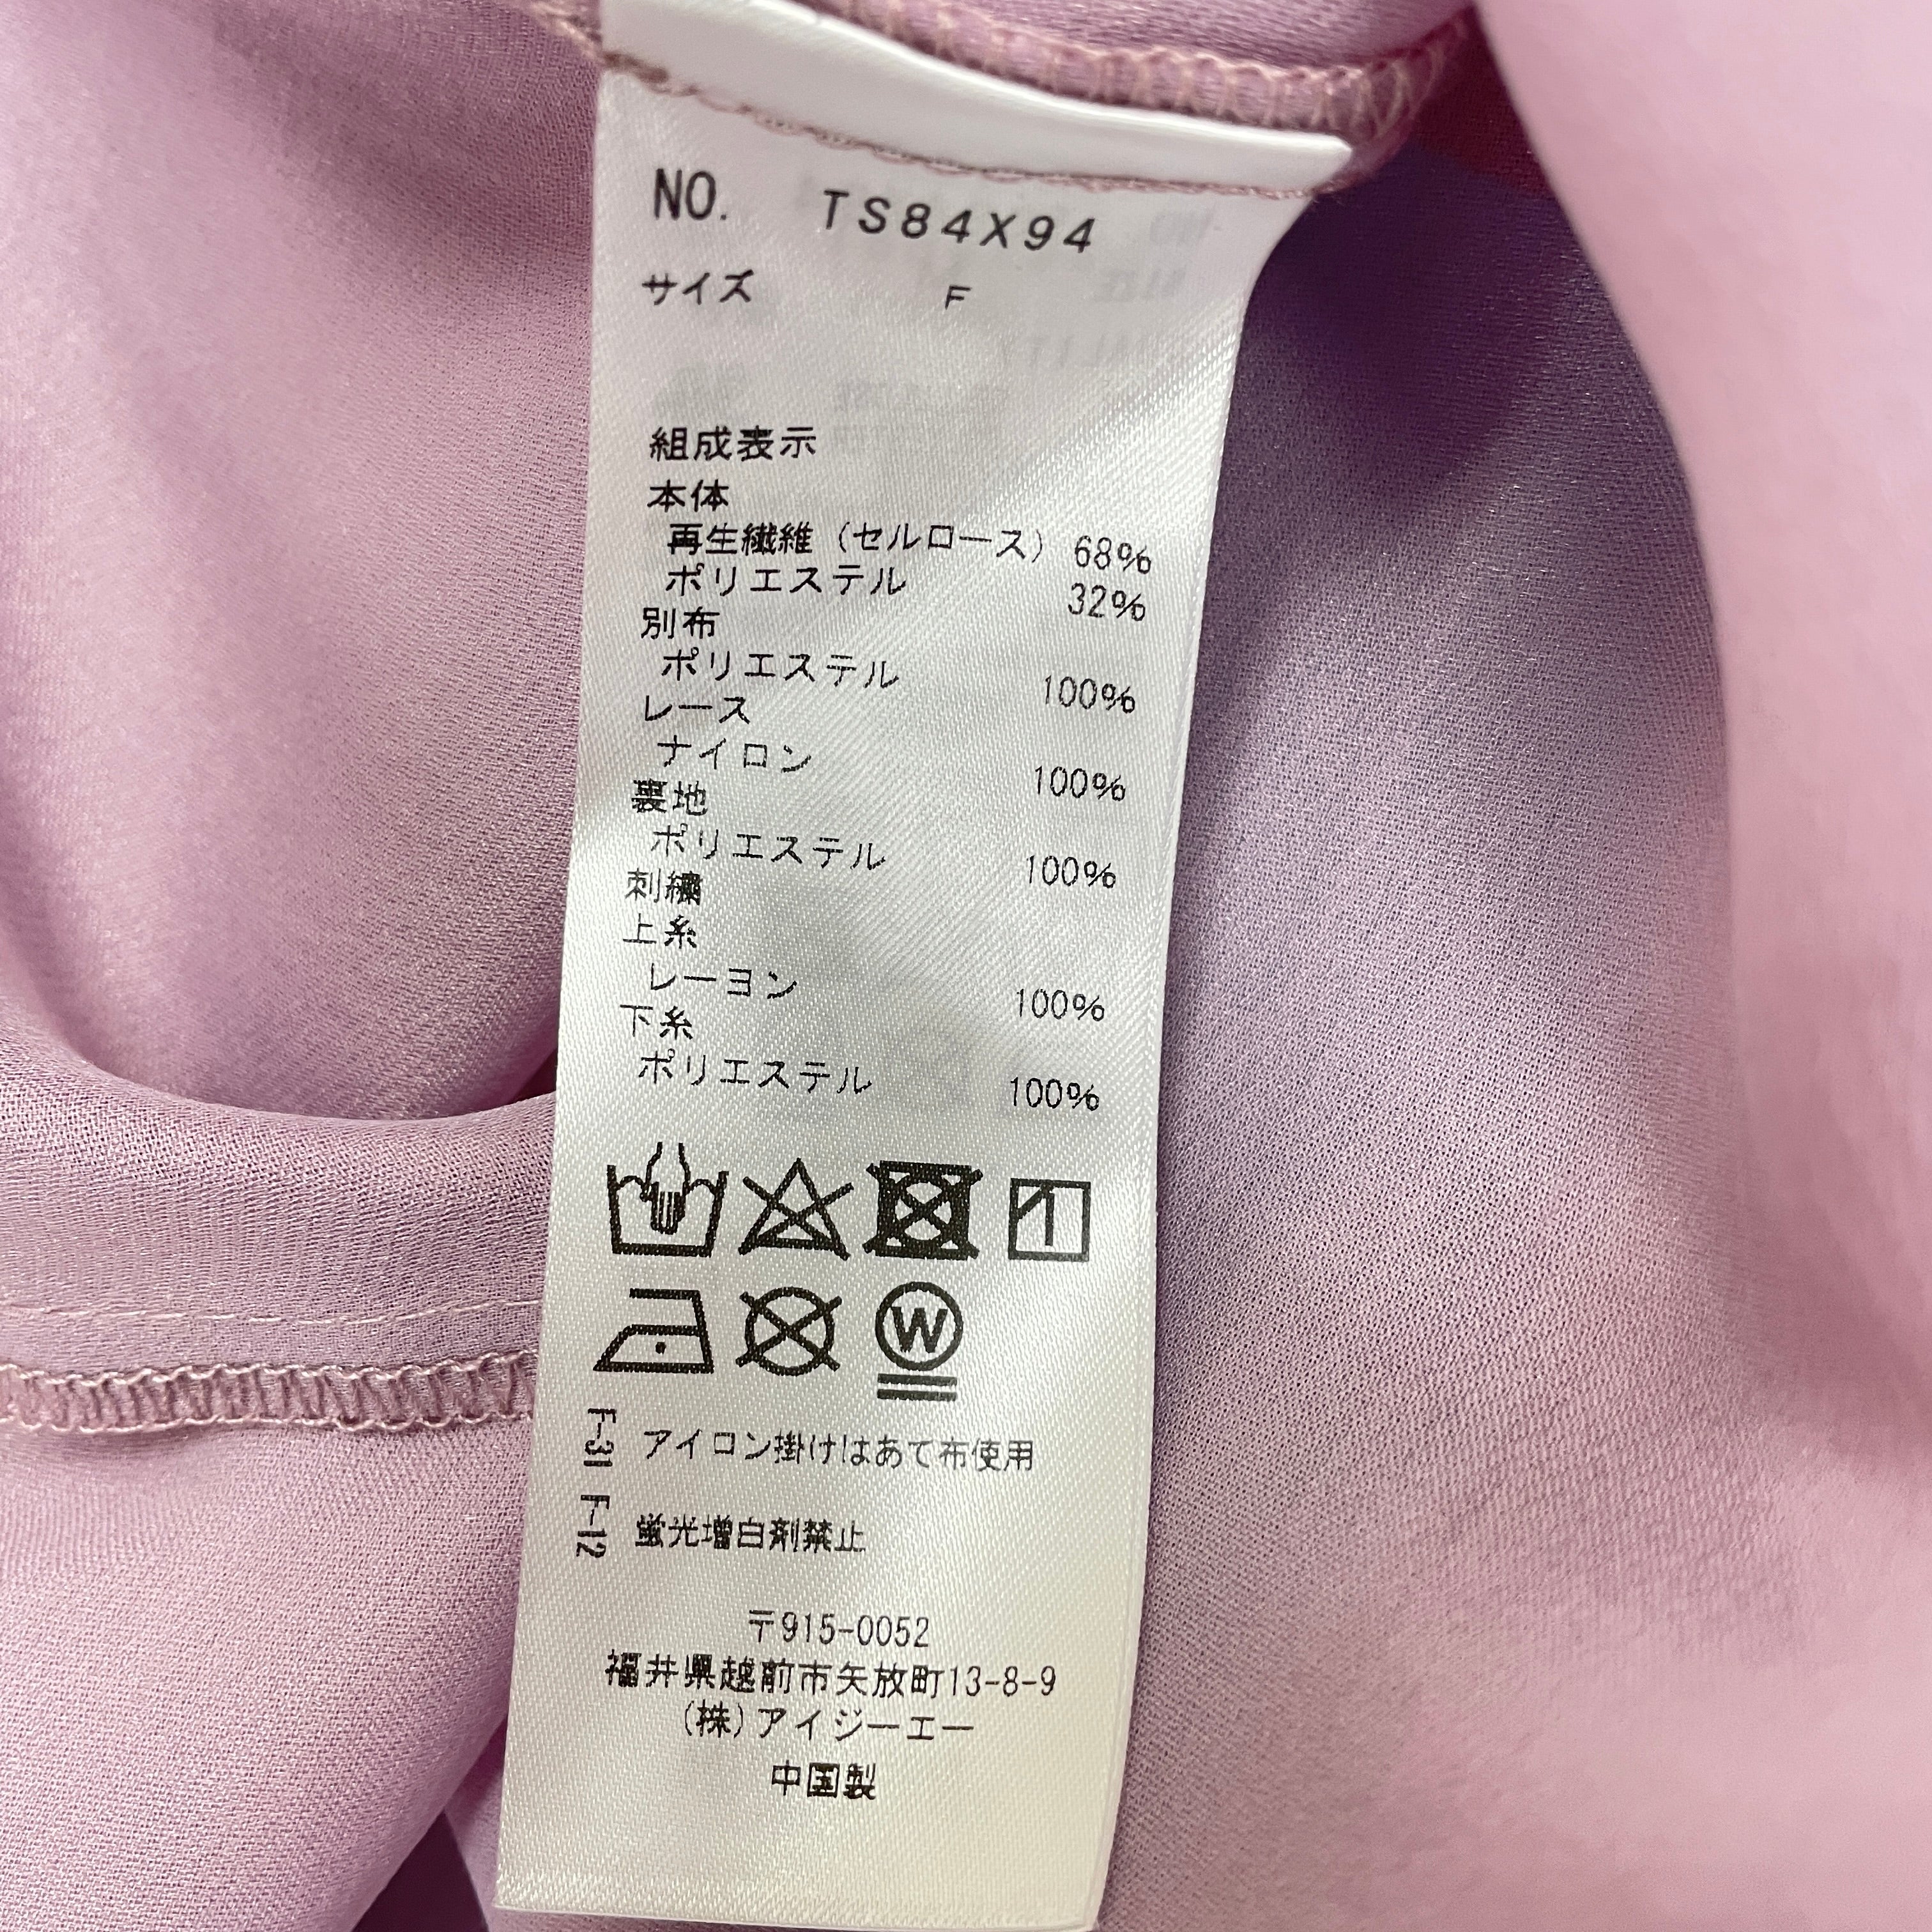 NO. TS84X94
サイズ F
組成表示
本体
再生繊維（セルロース） 68%
ポリエステル 32%
別布
ポリエステル 100%
レース
ナイロン 100%
裏地
ポリエステル 100%
刺繍
上糸
レーヨン 100%
下糸
ポリエステル 100%
W
F-31 アイロン掛けはあて布使用
F-12 蛍光増白剤禁止
〒915-0052
福井県越前市矢放町13-8-9
(株)アイジーエー
中国製